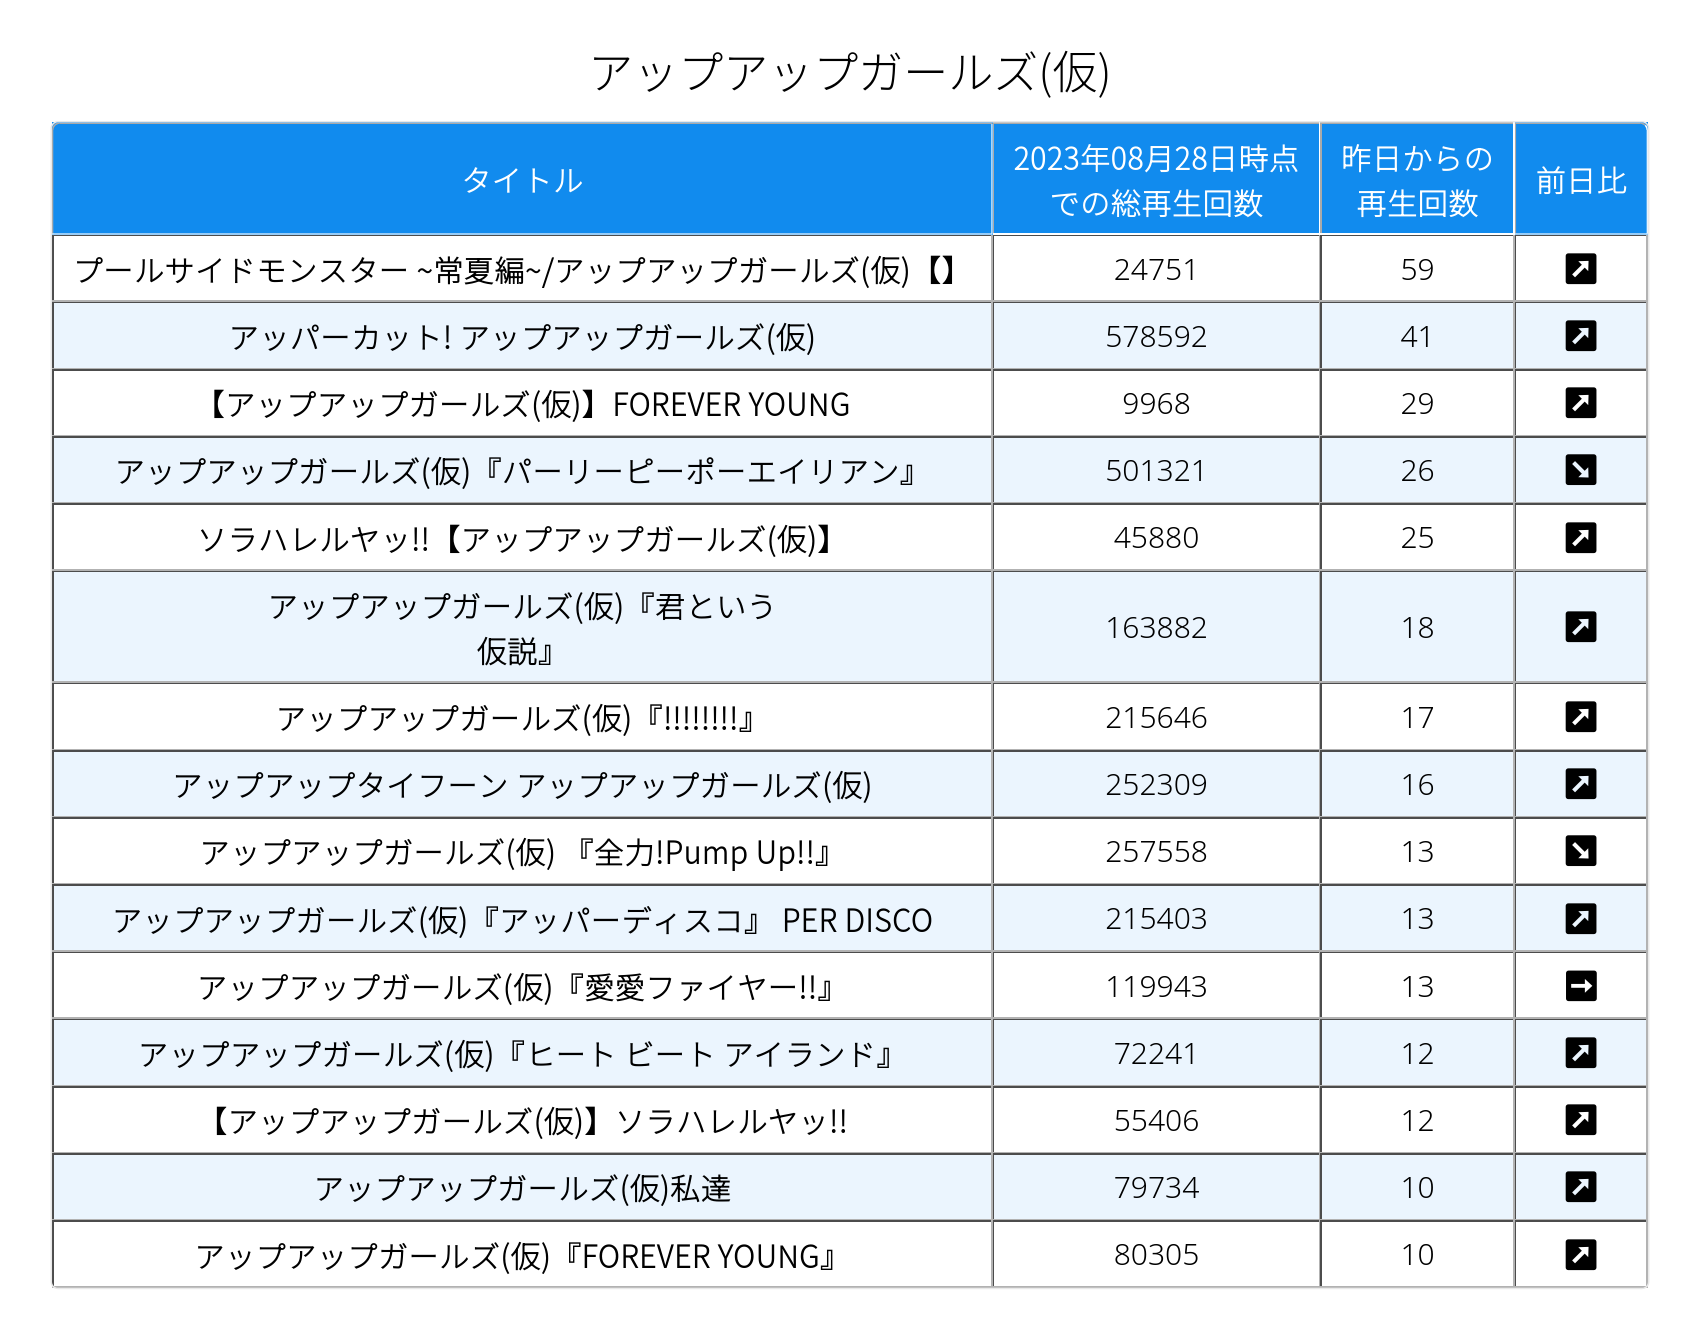 アップアップガールズ(仮)
タイトル
2023年08月28日時点
での総再生回数
昨日からの
再生回数
前日比
プールサイドモンスター ~常夏編~/アップアップガールズ(仮)【】 24751 59 ↗
アッパーカット! アップアップガールズ(仮) 578592 41 ↗
【アップアップガールズ(仮)】FOREVER YOUNG 9968 29 ↗
アップアップガールズ(仮)『パーリーピーポーエイリアン』 501321 26 ↘
ソラハレルヤッ!!【アップアップガールズ(仮)】 45880 25 ↗
アップアップガールズ(仮)『君という
仮説』 163882 18 ↗
アップアップガールズ(仮)『!!!!!!!!』 215646 17 ↗
アップアップタイフーン アップアップガールズ(仮) 252309 16 ↗
アップアップガールズ(仮) 『全力!Pump Up!!』 257558 13 ↘
アップアップガールズ(仮)『アッパーディスコ』 PER DISCO 215403 13 ↗
アップアップガールズ(仮)『愛愛ファイヤー!!』 119943 13 →
アップアップガールズ(仮)『ヒート ビート アイランド』 72241 12 ↗
【アップアップガールズ(仮)】ソラハレルヤッ!! 55406 12 ↗
アップアップガールズ(仮)私達 79734 10 ↗
アップアップガールズ(仮)『FOREVER YOUNG』 80305 10 ↗